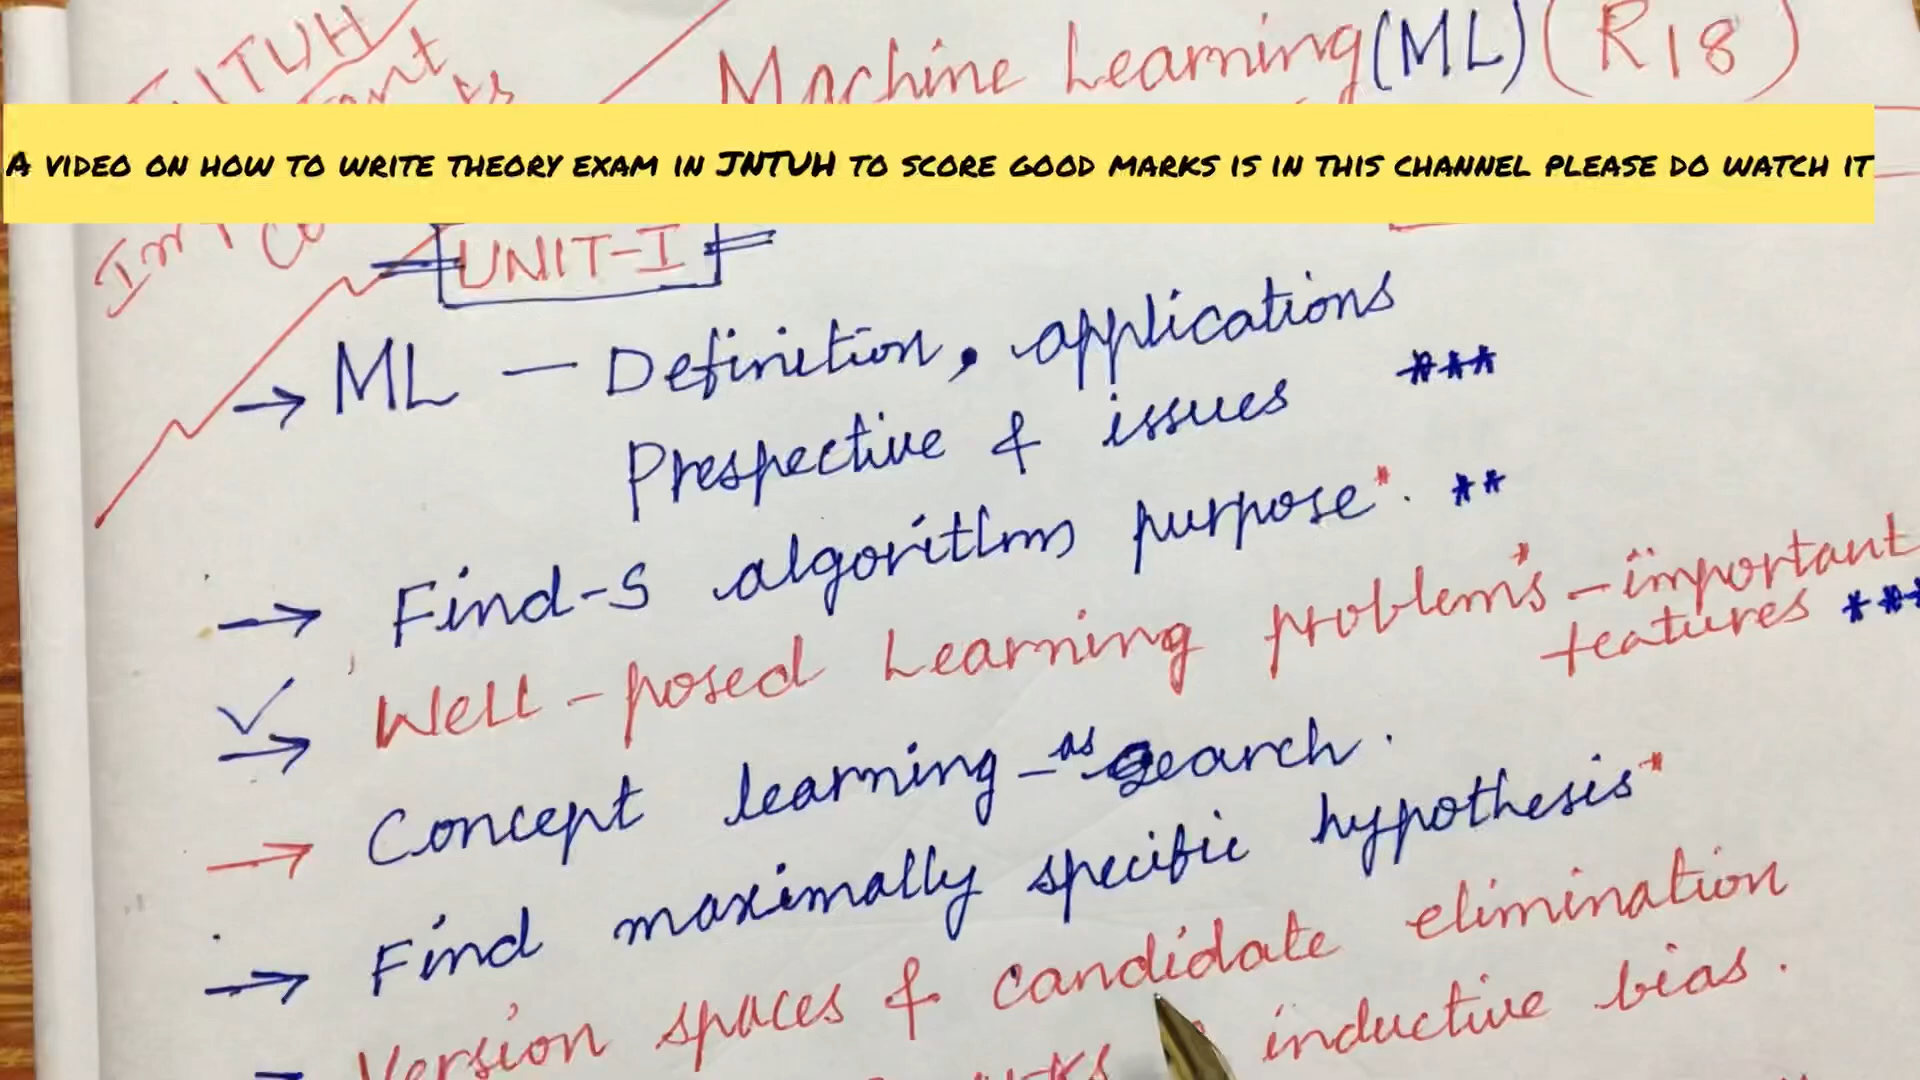 JNTUH
Machine Learning (ML) (R18)
A VIDEO ON HOW TO WRITE THEORY EXAM IN JNTUH TO SCORE GOOD MARKS IS IN THIS CHANNEL PLEASE DO WATCH IT
UNIT-I
→ ML — Definition, applications
Prespective & issues ***
→ Find-S algorithms purpose*. **
→ Well-posed Learning problems* – important
features ***
→ Concept learning – as search.
→ Find maximally specific hypothesis*
Version spaces & candidate elimination
inductive bias.